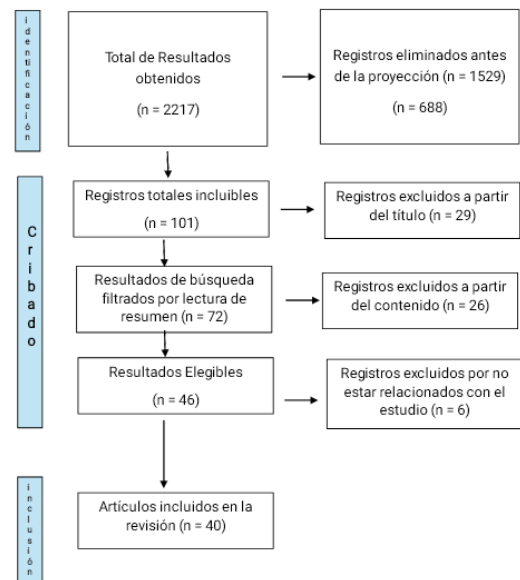 identificación
Total de Resultados
obtenidos
(n = 2217)
Registros eliminados antes
de la proyección (n = 1529)
(n = 688)
Cribado
Registros totales incluibles
(n = 101)
Registros excluidos a partir
del título (n = 29)
Resultados de búsqueda
filtrados por lectura de
resumen (n = 72)
Registros excluidos a partir
del contenido (n = 26)
Resultados Elegibles
(n = 46)
Registros excluidos por no
estar relacionados con el
estudio (n = 6)
inclusión
Artículos incluidos en la
revisión (n = 40)